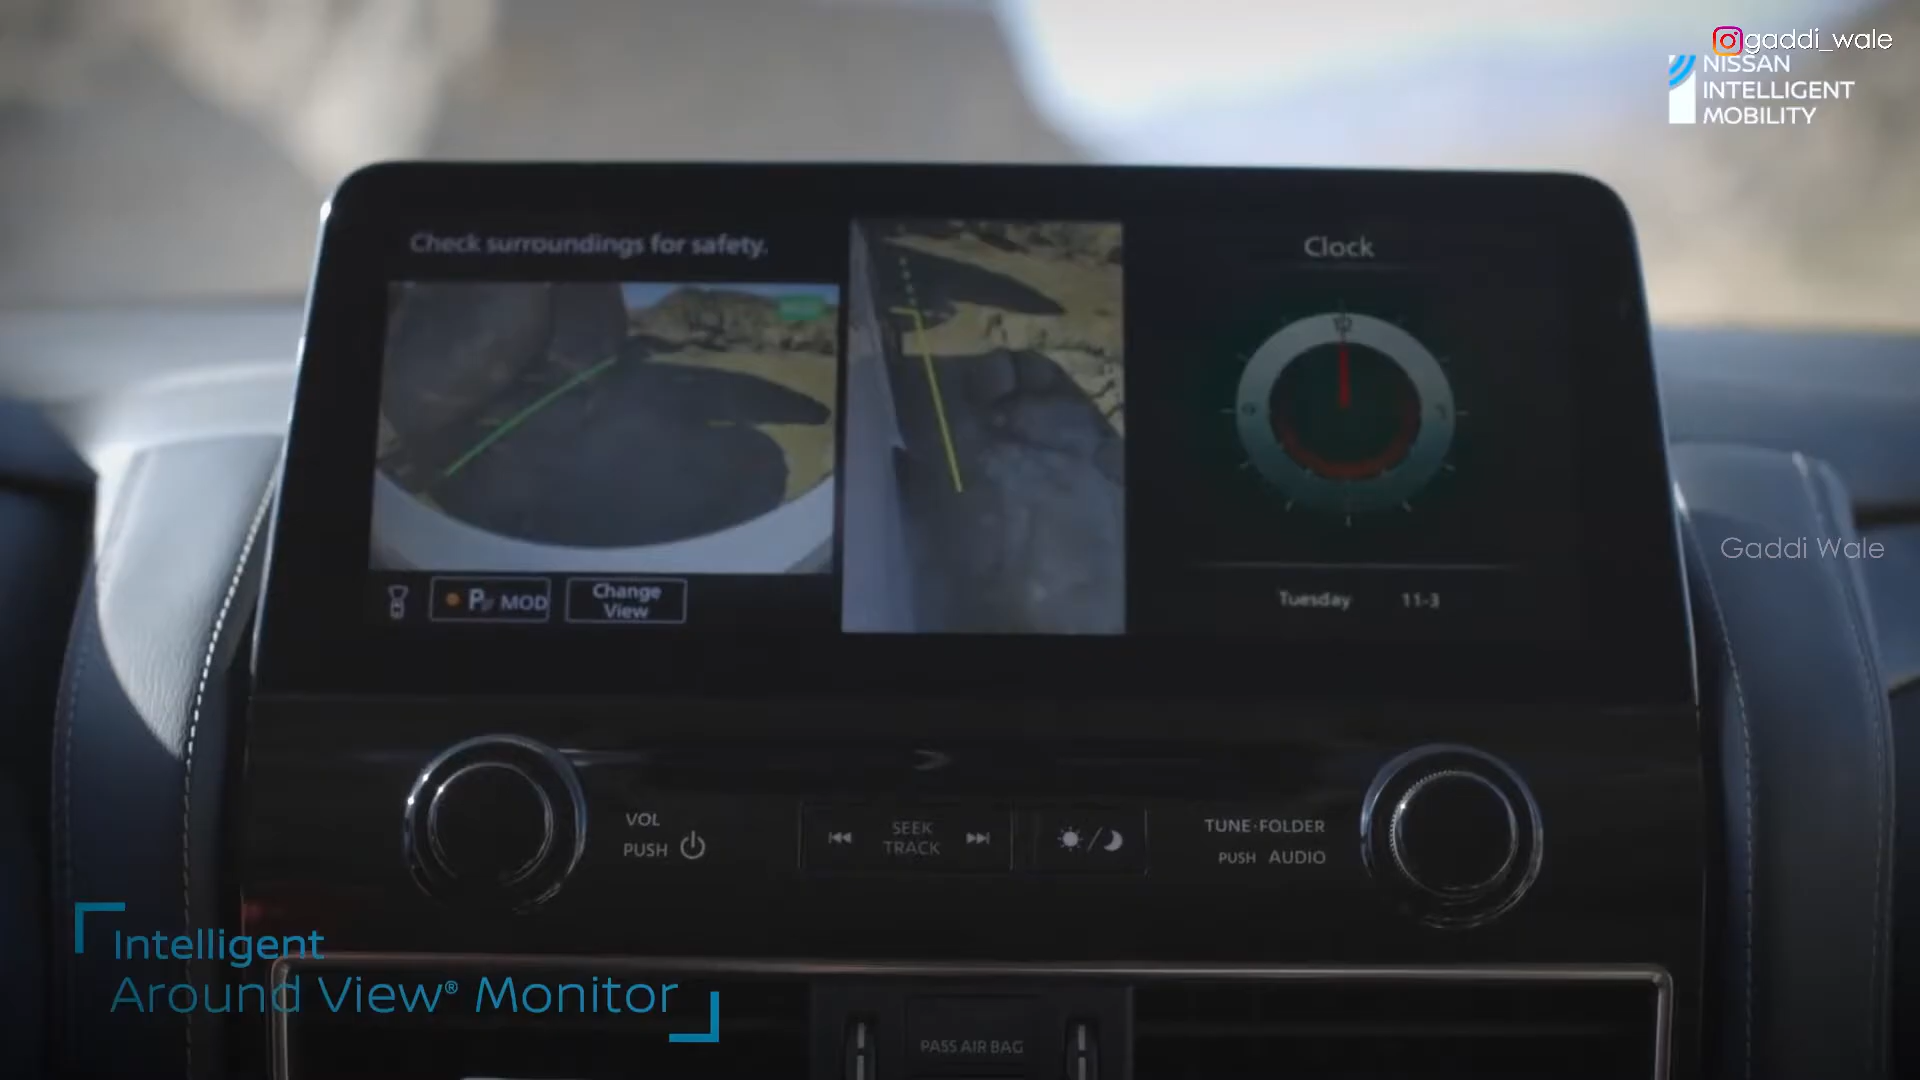 gaddi_wale
NISSAN
INTELLIGENT
MOBILITY
Check surroundings for safety.
Clock
12
Gaddi Wale
Tuesday 11-3
P MOD
Change
View
VOL
PUSH
SEEK
TRACK
TUNE·FOLDER
PUSH AUDIO
Intelligent
Around View® Monitor
PASS AIR BAG